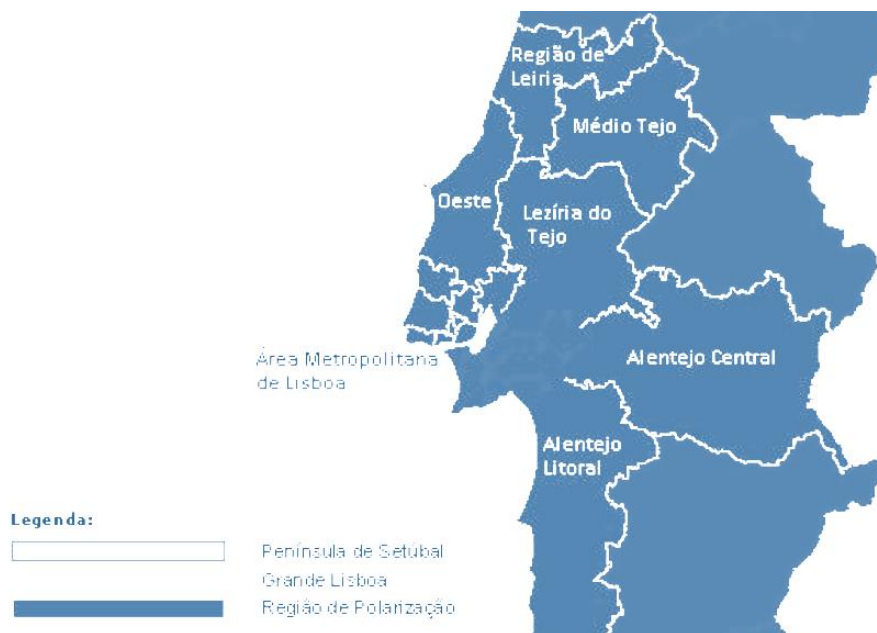 Região de
Leiria
Médio Tejo
Oeste
Lezíria do
Tejo
Área Metropolitana
de Lisboa
Alentejo Central
Alentejo
Litoral
Legenda:
Península de Setúbal
Grande Lisboa
Região de Polarização